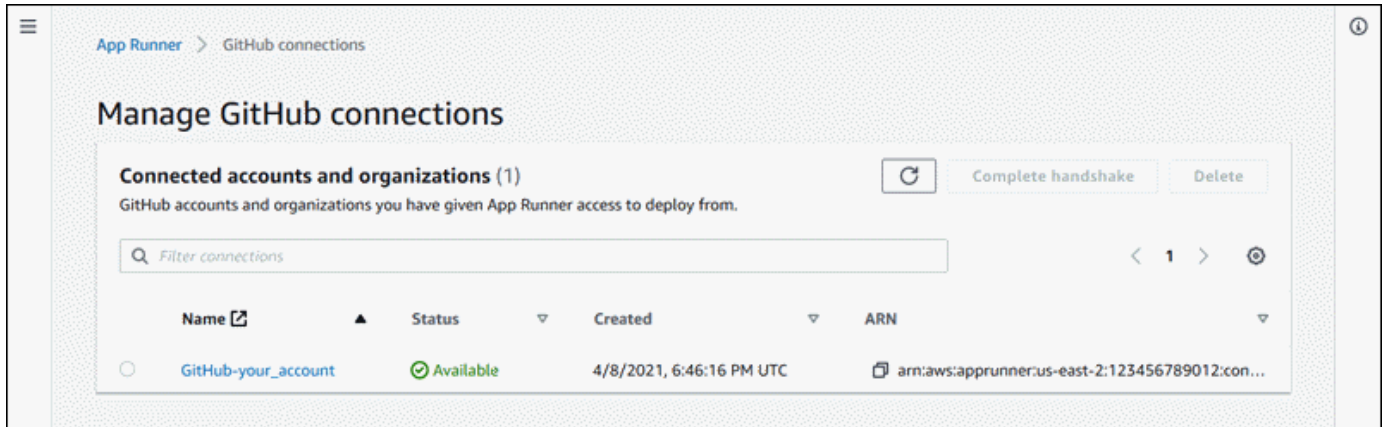 App Runner > GitHub connections
Manage GitHub connections
Connected accounts and organizations (1)
Complete handshake
Delete
GitHub accounts and organizations you have given App Runner access to deploy from.
Filter connections
< 1 >
Name Status Created ARN
GitHub-your_account Available 4/8/2021, 6:46:16 PM UTC arn:aws:apprunner:us-east-2:123456789012:con...